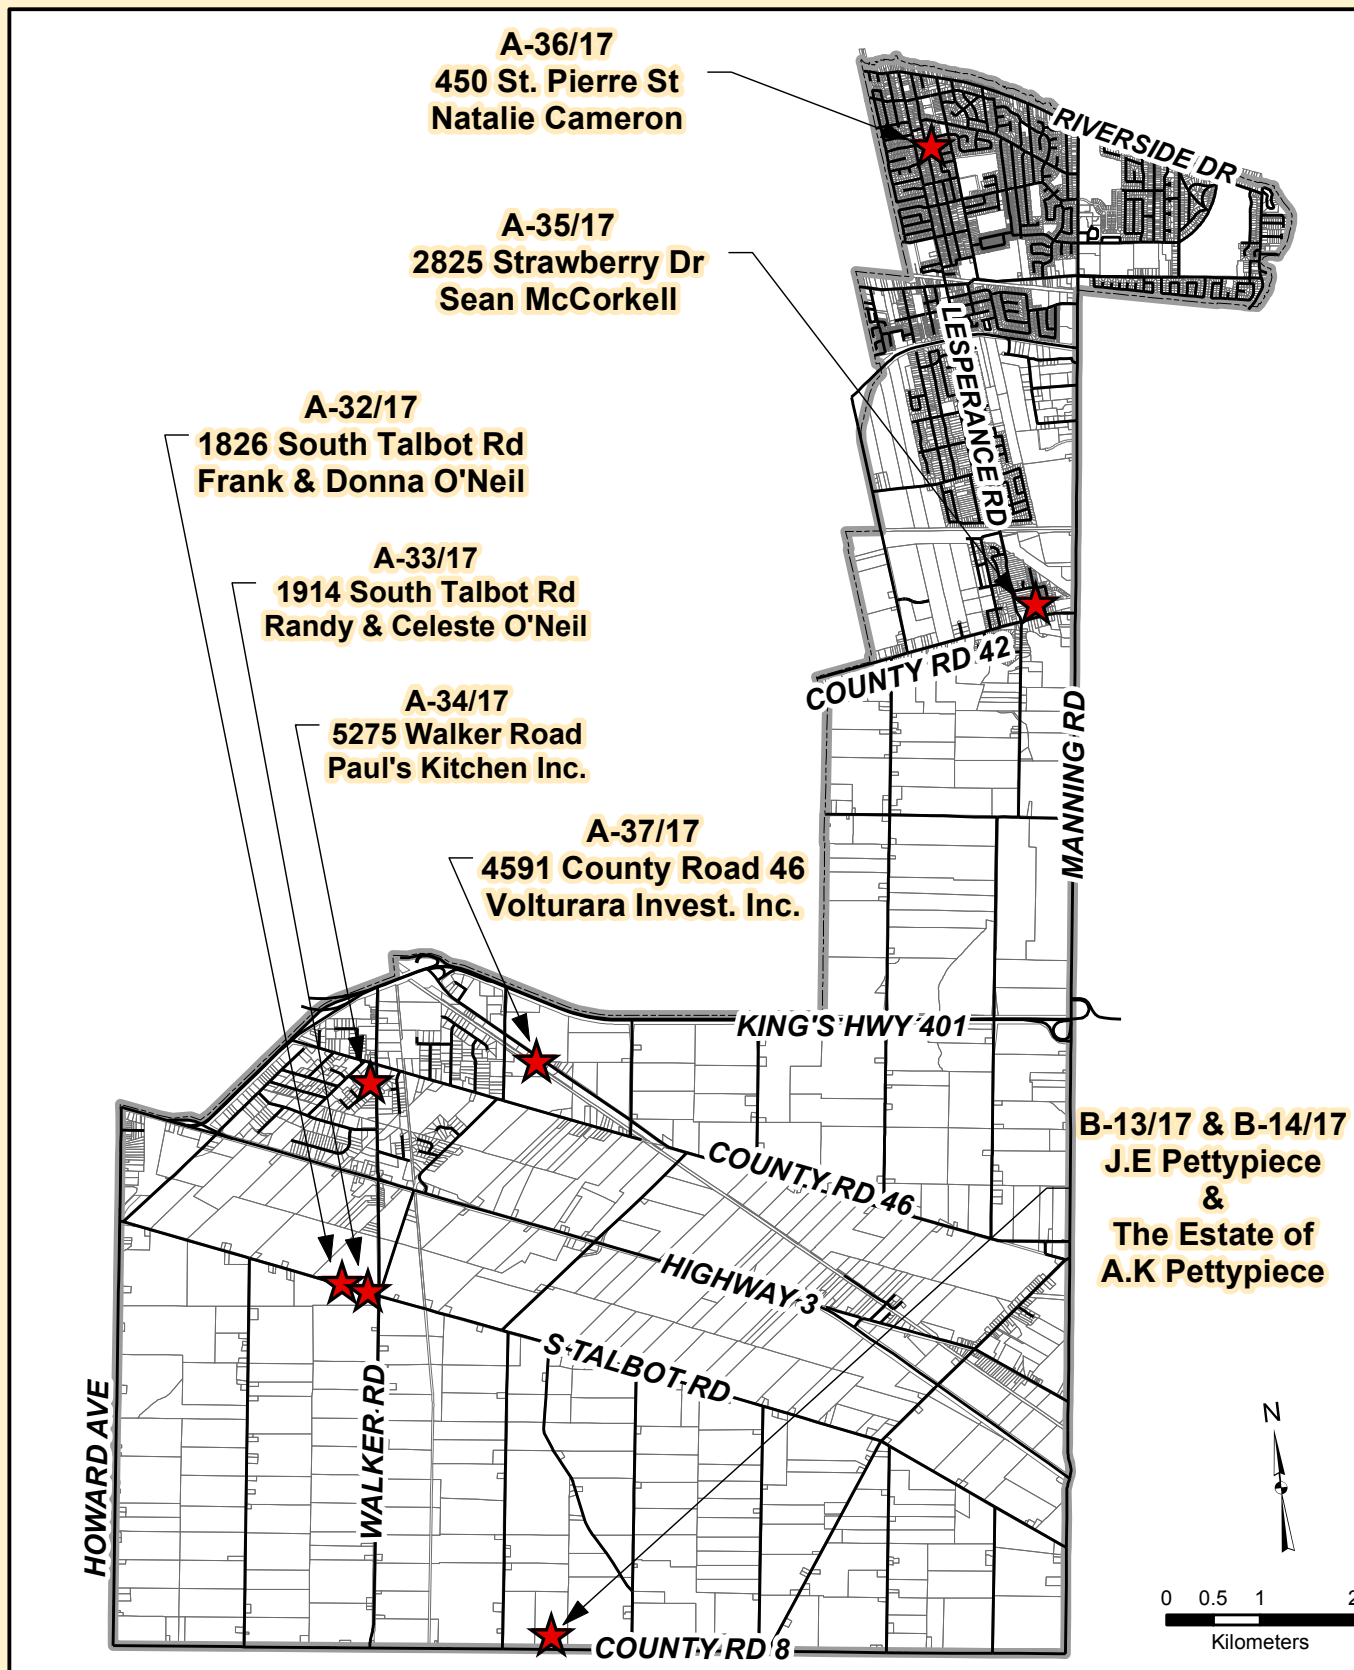 A-36/17
450 St. Pierre St
Natalie Cameron
RIVERSIDE DR
A-35/17
2825 Strawberry Dr
Sean McCorkell
LESPERANCE RD
A-32/17
1826 South Talbot Rd
Frank & Donna O'Neil
A-33/17
1914 South Talbot Rd
Randy & Celeste O'Neil
COUNTY RD 42
A-34/17
5275 Walker Road
Paul's Kitchen Inc.
MANNING RD
A-37/17
4591 County Road 46
Volturara Invest. Inc.
KING'S HWY 401
B-13/17 & B-14/17
J.E Pettypiece
&
The Estate of
A.K Pettypiece
COUNTY RD 46
HIGHWAY 3
S TALBOT RD
HOWARD AVE
WALKER RD
N
0 0.5 1 2
Kilometers
COUNTY RD 8